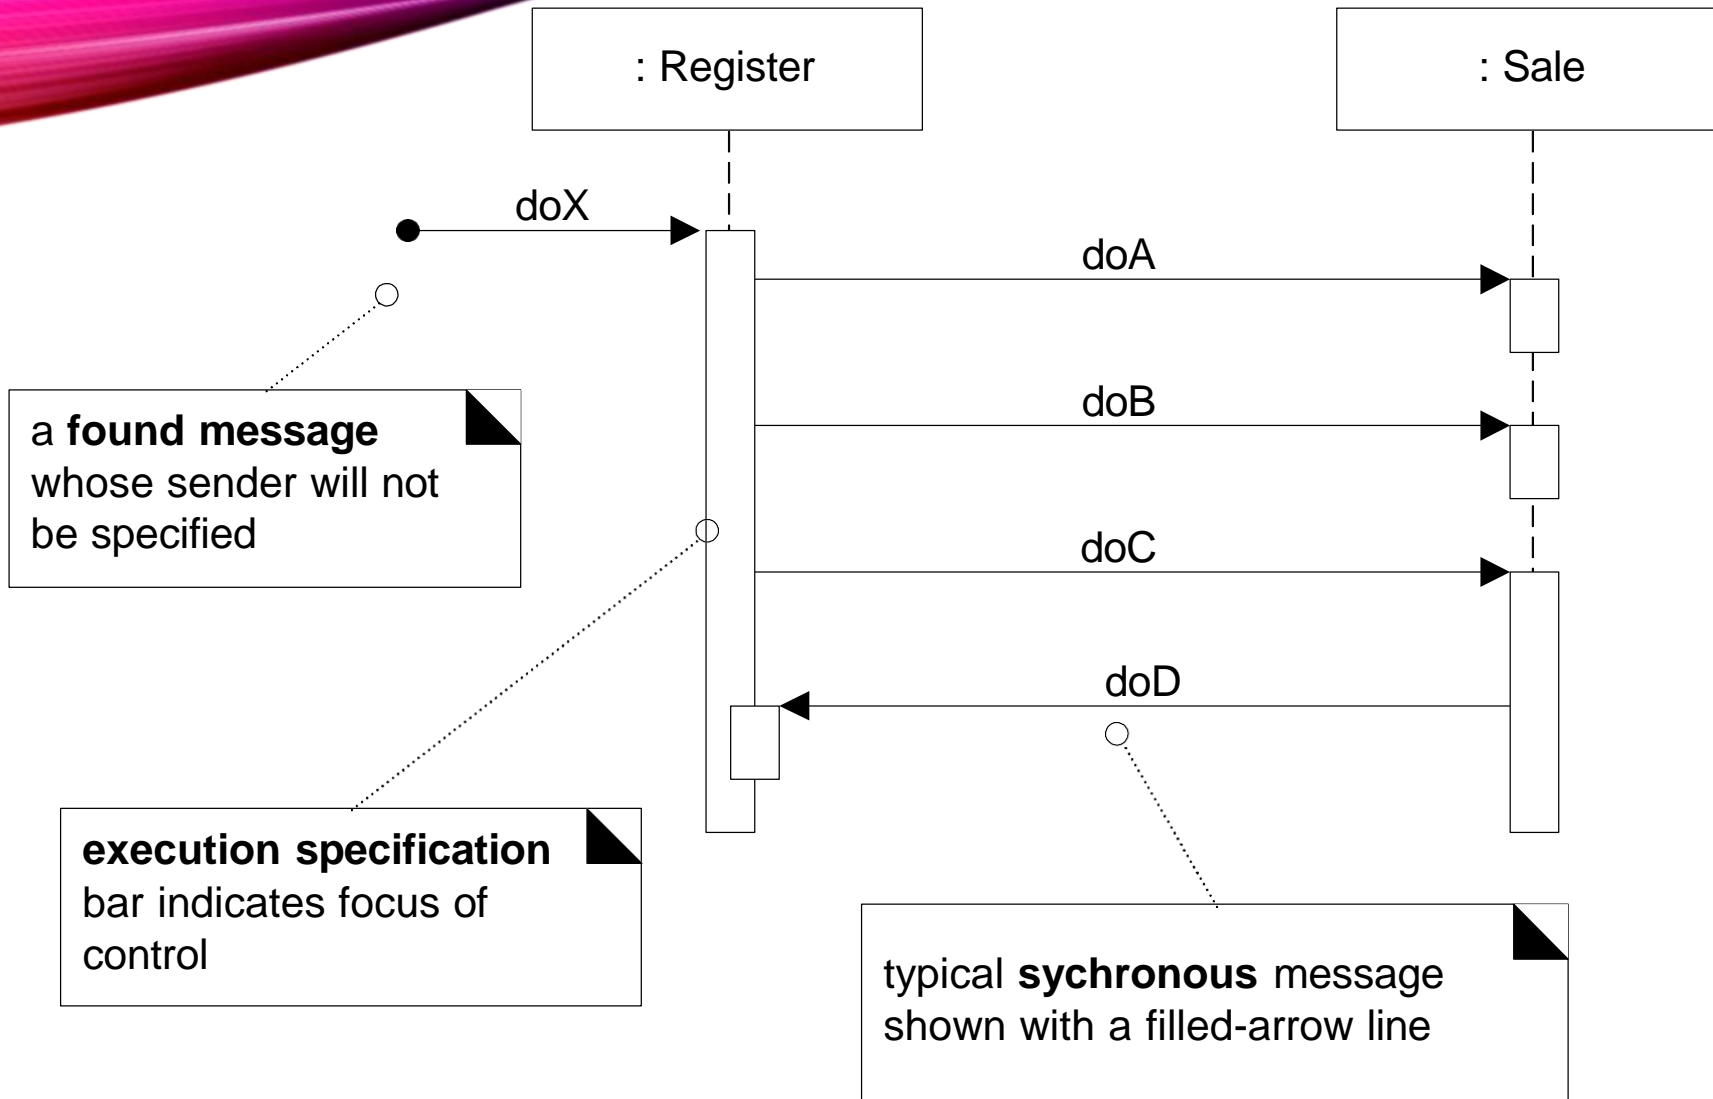 : Register
: Sale
doX
doA
a found message
whose sender will not
be specified
doB
doC
doD
execution specification
bar indicates focus of
control
typical sychronous message
shown with a filled-arrow line